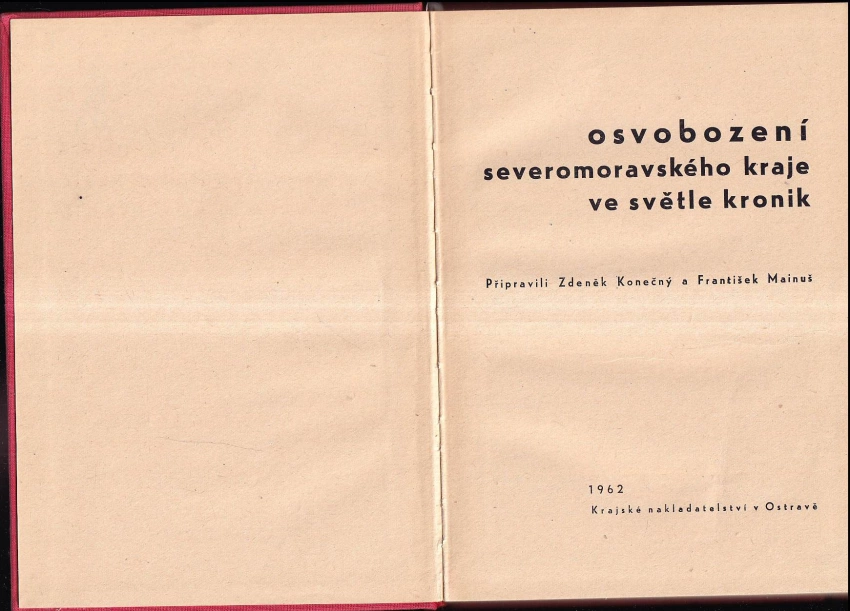 osvobození
severomoravského kraje
ve světle kronik
Připravili Zdeněk Konečný a František Mainuš
1962
Krajské nakladatelství v Ostravě